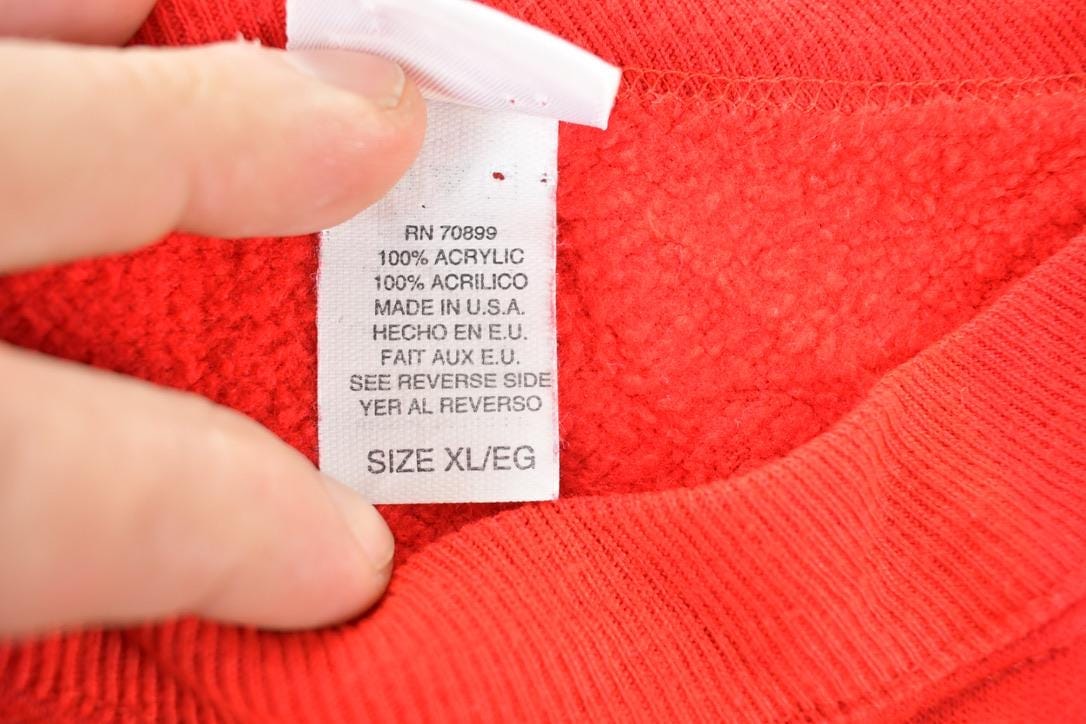 RN 70899
100% ACRYLIC
100% ACRILICO
MADE IN U.S.A.
HECHO EN E.U.
FAIT AUX E.U.
SEE REVERSE SIDE
YER AL REVERSO
SIZE XL/EG